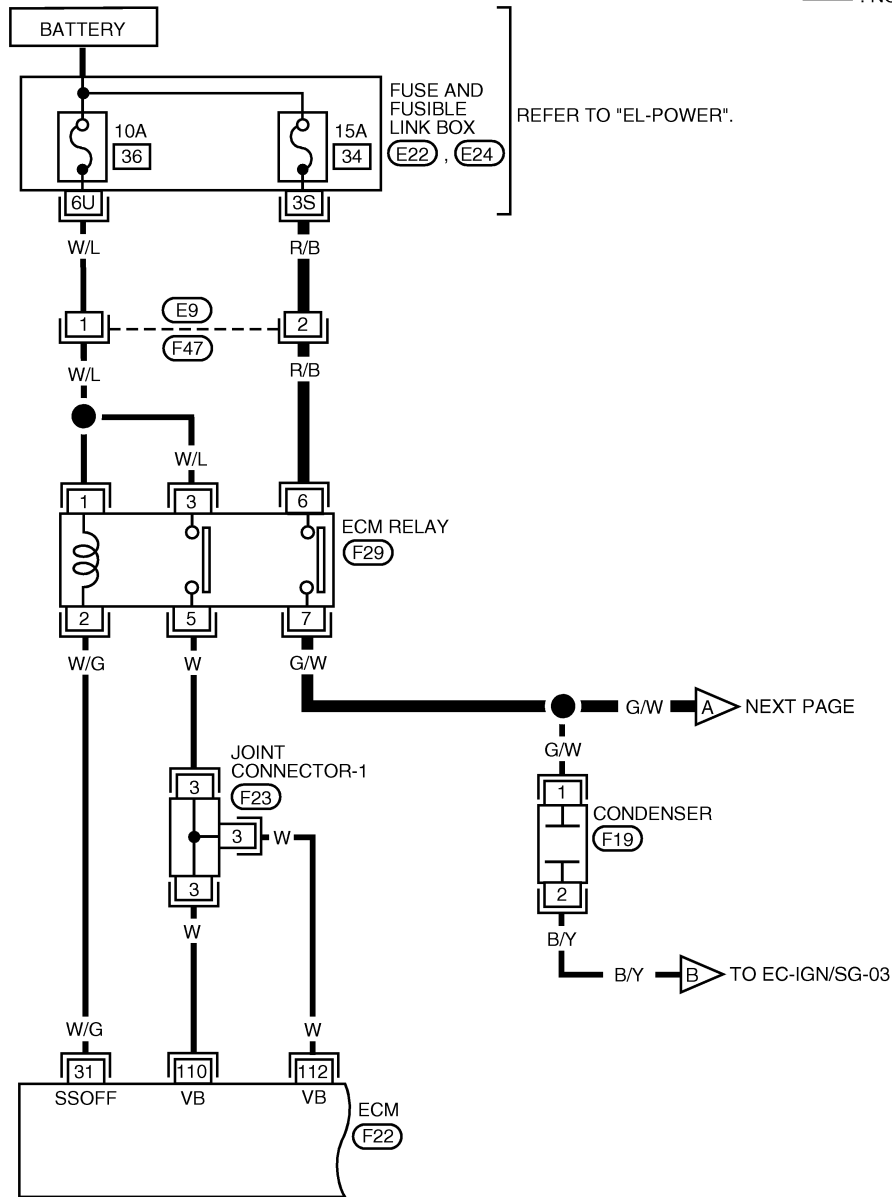 BATTERY
FUSE AND
FUSIBLE
LINK BOX
E22 , E24
REFER TO "EL-POWER".
10A
36
15A
34
6U
3S
W/L
R/B
1
E9
2
F47
W/L
R/B
W/L
1
3
6
ECM RELAY
F29
2
5
7
W/G
W
G/W
G/W
A
NEXT PAGE
G/W
JOINT
CONNECTOR-1
F23
3
3
W
3
W
1
CONDENSER
F19
2
B/Y
B/Y
B
TO EC-IGN/SG-03
W/G
W
31
110
112
SSOFF
VB
VB
ECM
F22